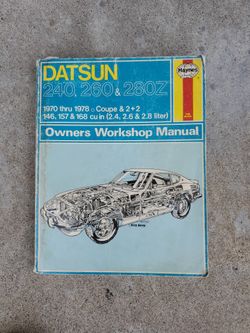 DATSUN
240, 260 & 280Z
Haynes
1970 thru 1978 ○ Coupe & 2+2
146, 157 & 168 cu in (2.4, 2.6 & 2.8 liter)
Owners Workshop Manual